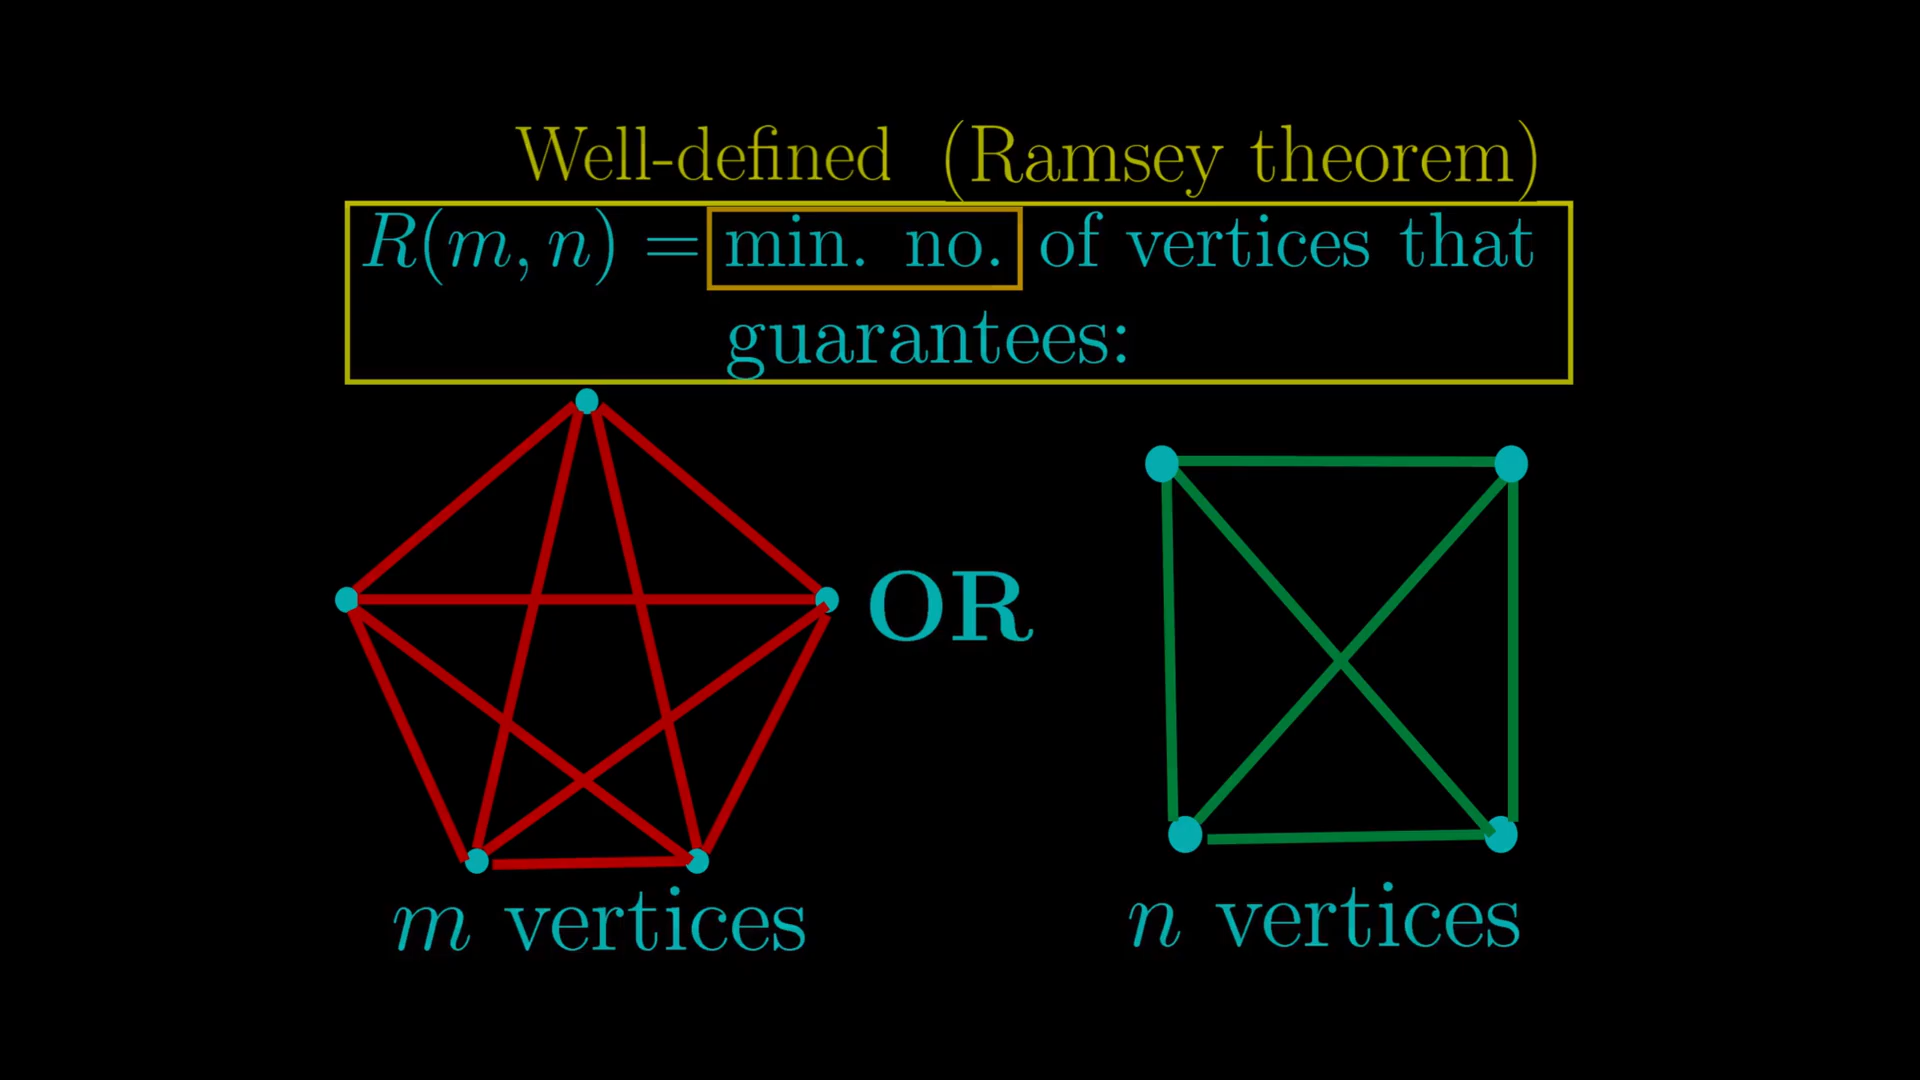 Well-defined (Ramsey theorem)
R(m, n) = min. no. of vertices that
guarantees:
OR
m vertices
n vertices